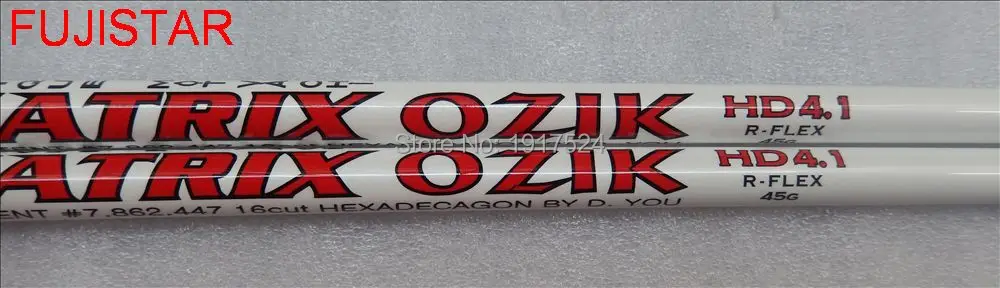 FUJISTAR
ATRIX OZIK HD4.1
R-FLEX
45G
Store No: 1917524
ATRIX OZIK HD4.1
R-FLEX
45G
ENT #7,862,447 16cut HEXADECAGON BY D. YOU